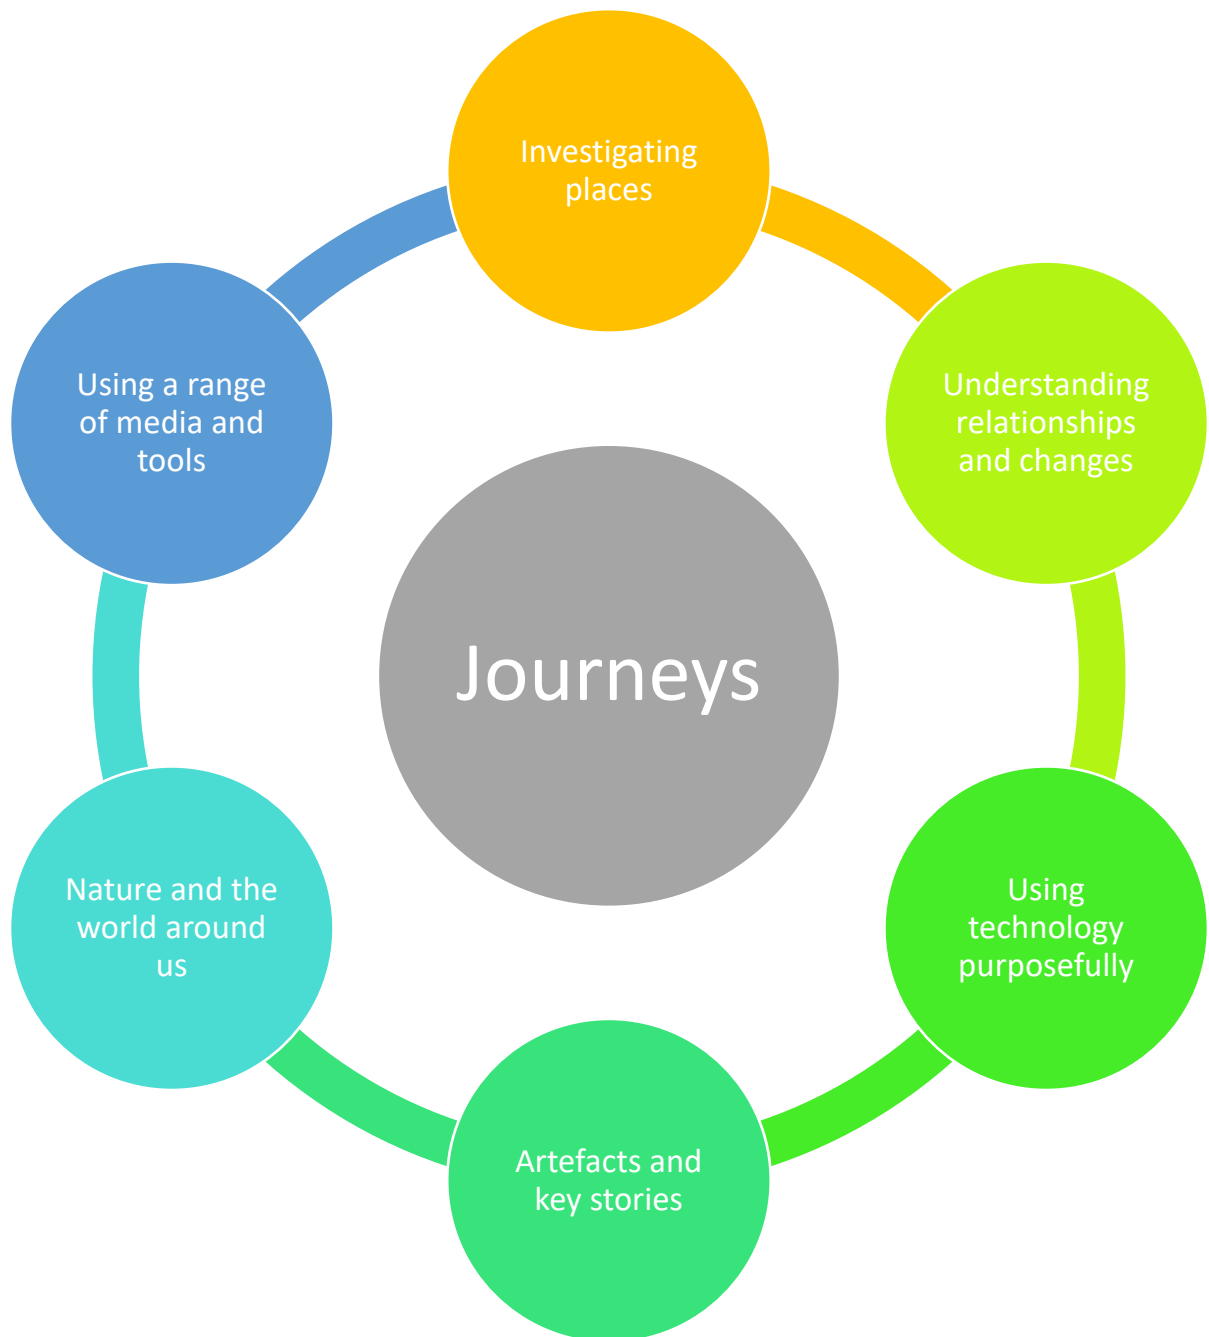 Investigating
places
Understanding
relationships
and changes
Using
technology
purposefully
Artefacts and
key stories
Nature and the
world around
us
Using a range
of media and
tools
Journeys